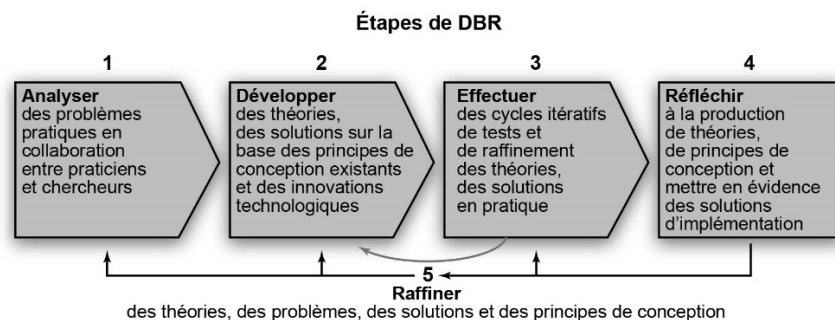 Étapes de DBR
1
Analyser
des problèmes
pratiques en
collaboration
entre praticiens
et chercheurs
2
Développer
des théories,
des solutions sur la
base des principes de
conception existants
et des innovations
technologiques
3
Effectuer
des cycles itératifs
de tests et
de raffinement
des théories,
des solutions
en pratique
4
Réfléchir
à la production
de théories,
de principes de
conception et
mettre en évidence
des solutions
d'implémentation
5
Raffiner
des théories, des problèmes, des solutions et des principes de conception